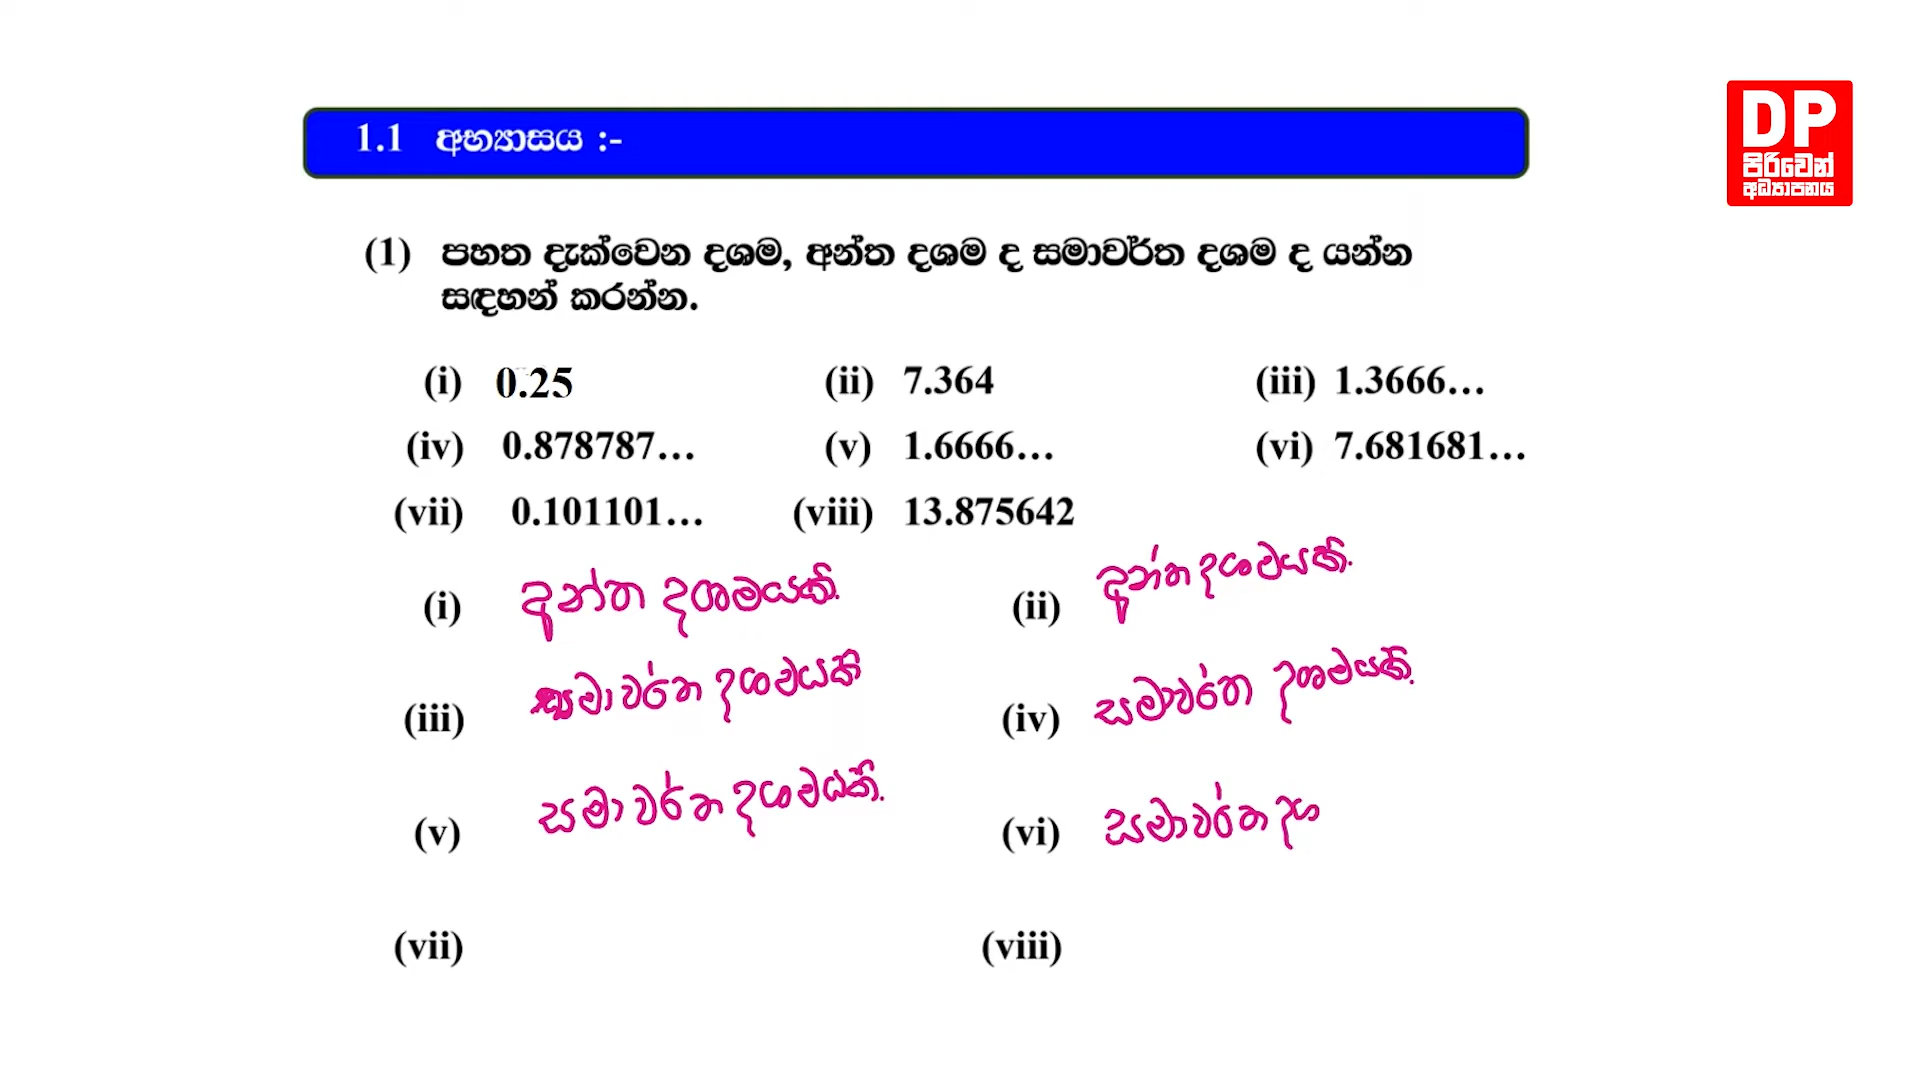 DP
පිරිවෙන්
අධ්‍යාපනය
1.1 අභ්‍යාසය :-
(1) පහත දැක්වෙන දශම, අන්ත දශම ද සමාවර්ත දශම ද යන්න
සඳහන් කරන්න.
(i) 0.25 (ii) 7.364 (iii) 1.3666...
(iv) 0.878787... (v) 1.6666... (vi) 7.681681...
(vii) 0.101101... (viii) 13.875642
(i) අන්ත දශමයකි. (ii) අන්ත දශමයකි.
(iii) සමාවර්ත දශමයකි (iv) සමාවර්ත දශමයකි.
(v) සමාවර්ත දශමයකි. (vi) සමාවර්ත දශ
(vii) (viii)